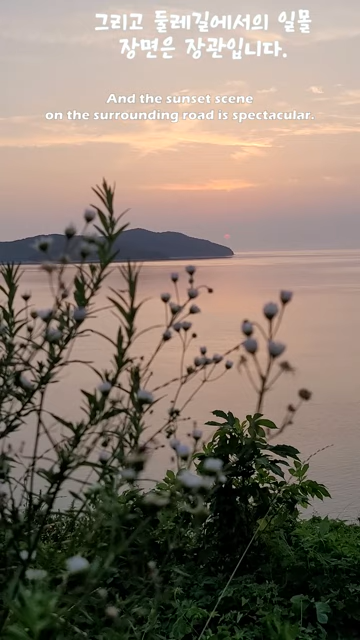 그리고 둘레길에서의 일몰
장면은 장관입니다.
And the sunset scene
on the surrounding road is spectacular.